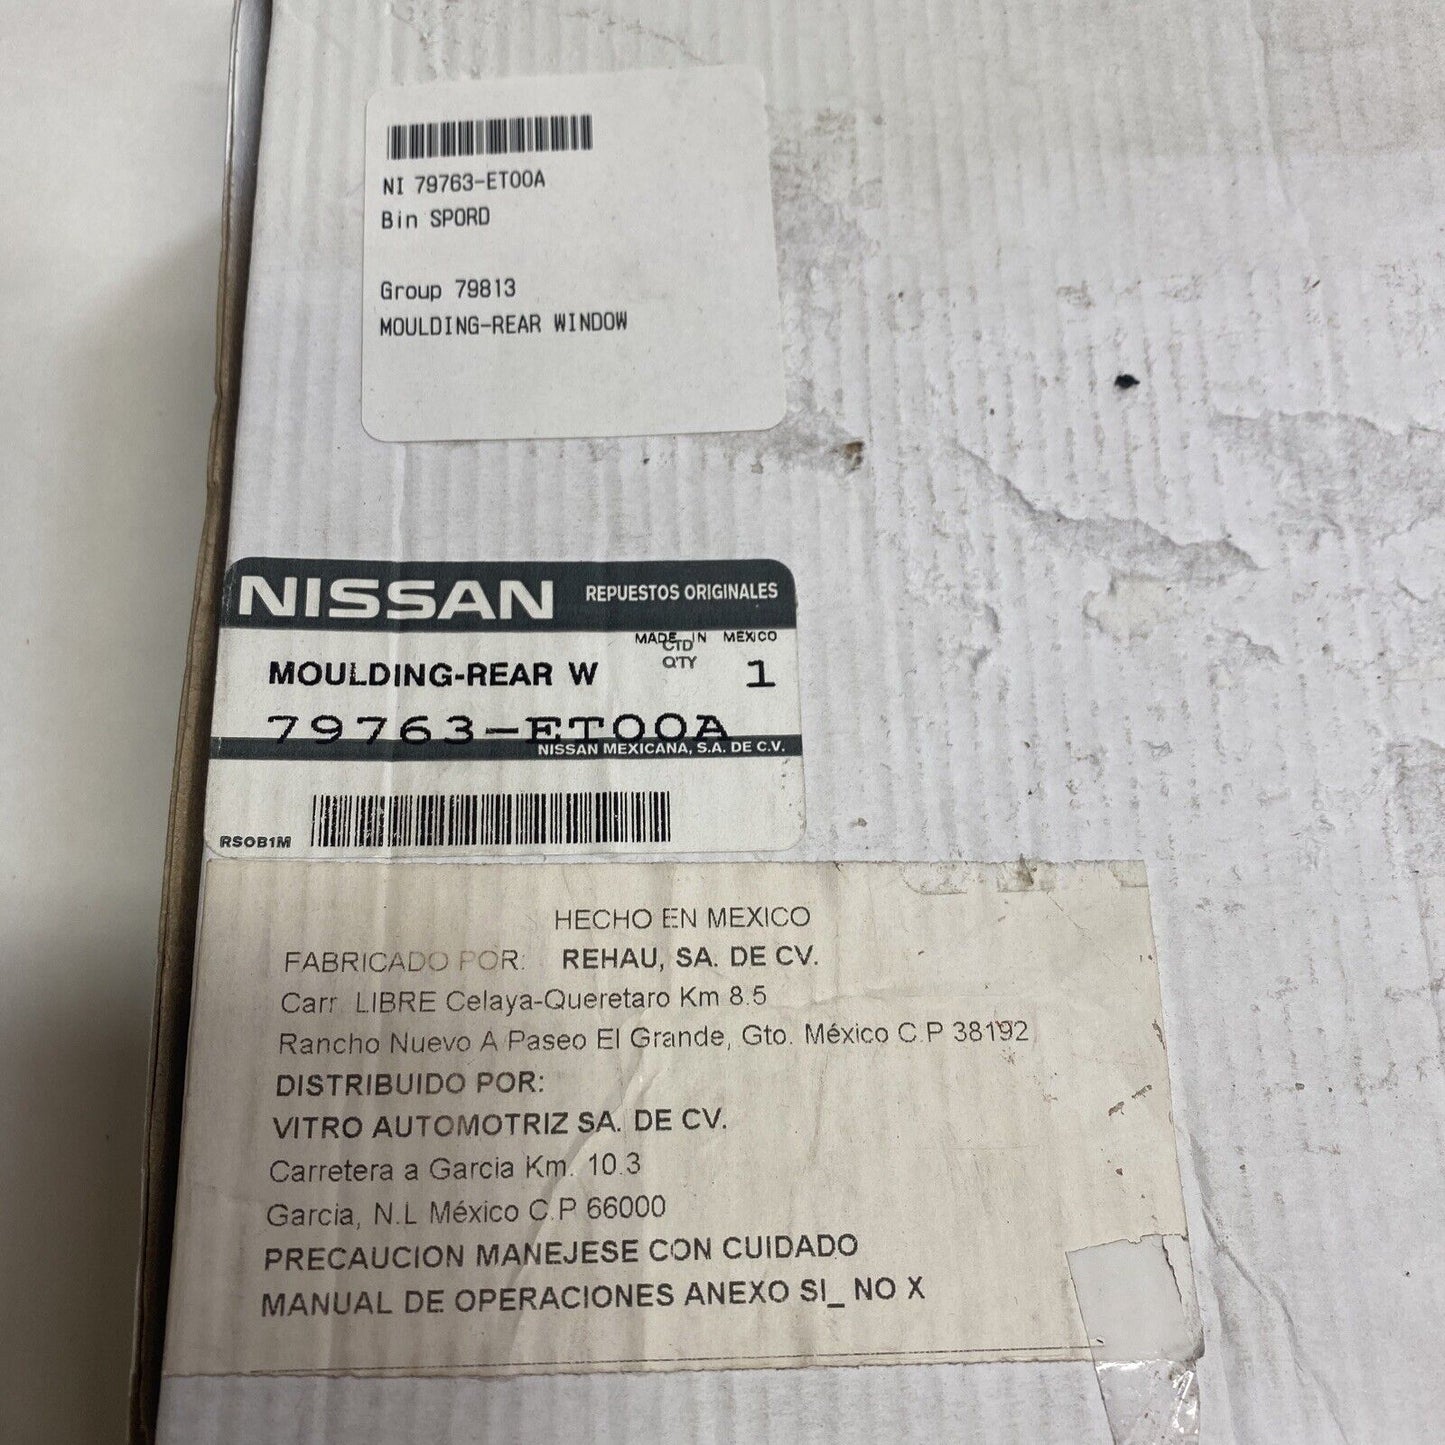 NI 79763-ET00A
Bin SPORD
Group 79813
MOULDING-REAR WINDOW
NISSAN REPUESTOS ORIGINALES
MADE IN MEXICO
CTD
MOULDING-REAR W QTY 1
79763-ET00A
NISSAN MEXICANA, S.A. DE C.V.
RSOB1M
HECHO EN MEXICO
FABRICADO POR: REHAU, SA. DE CV.
Carr. LIBRE Celaya-Queretaro Km 8.5
Rancho Nuevo A Paseo El Grande, Gto. México C.P 38192
DISTRIBUIDO POR:
VITRO AUTOMOTRIZ SA. DE CV.
Carretera a Garcia Km. 10.3
Garcia, N.L México C.P 66000
PRECAUCION MANEJESE CON CUIDADO
MANUAL DE OPERACIONES ANEXO SI_ NO X